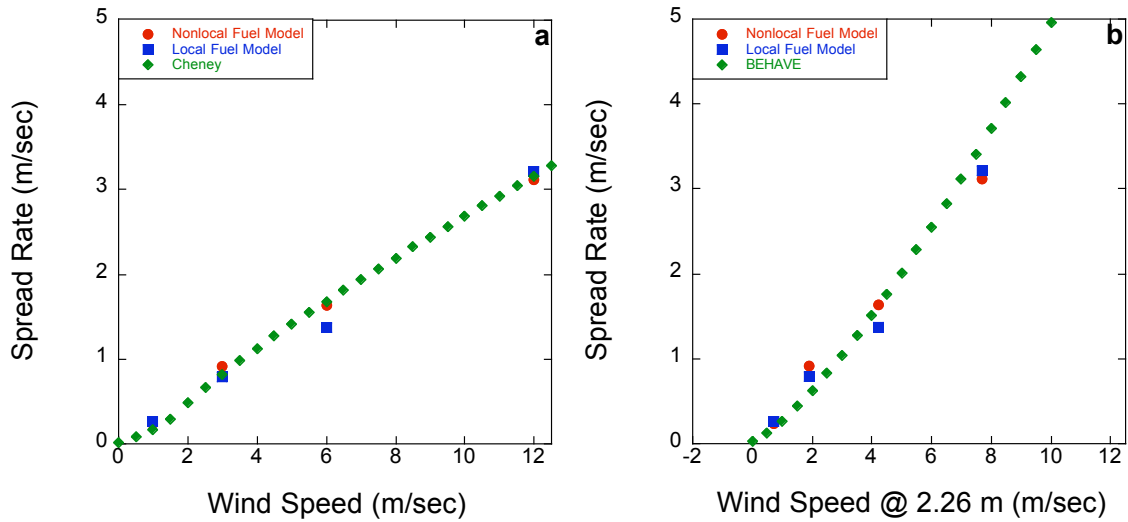 a
Nonlocal Fuel Model
Local Fuel Model
Cheney
5
4
3
2
1
0
Spread Rate (m/sec)
0 2 4 6 8 10 12
Wind Speed (m/sec)
b
Nonlocal Fuel Model
Local Fuel Model
BEHAVE
5
4
3
2
1
0
Spread Rate (m/sec)
-2 0 2 4 6 8 10 12
Wind Speed @ 2.26 m (m/sec)